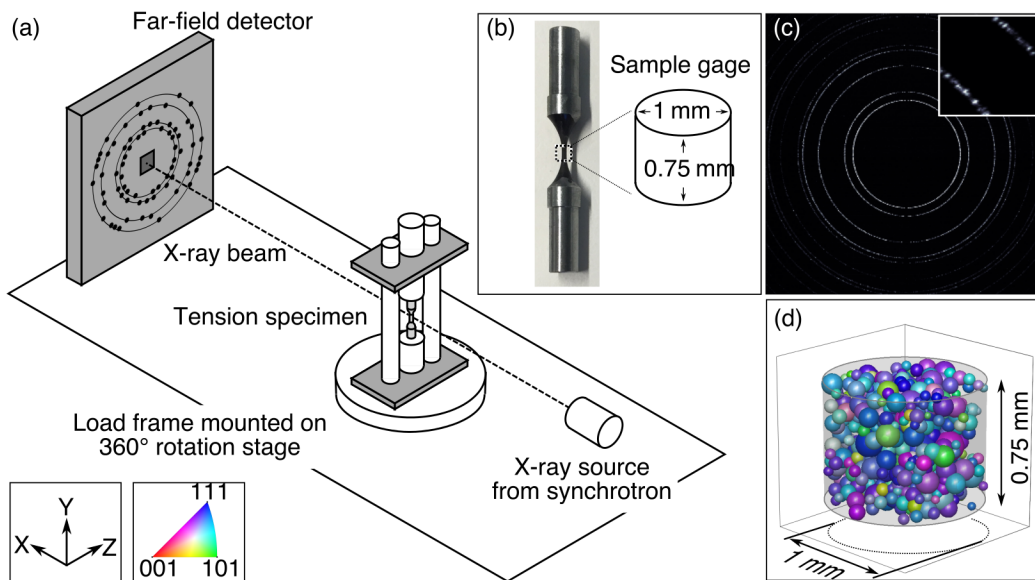 (a)
Far-field detector
X-ray beam
Tension specimen
Load frame mounted on
360° rotation stage
X-ray source
from synchrotron
Y
X
Z
111
001
101
(b)
Sample gage
1 mm
0.75 mm
(c)
(d)
0.75 mm
1 mm